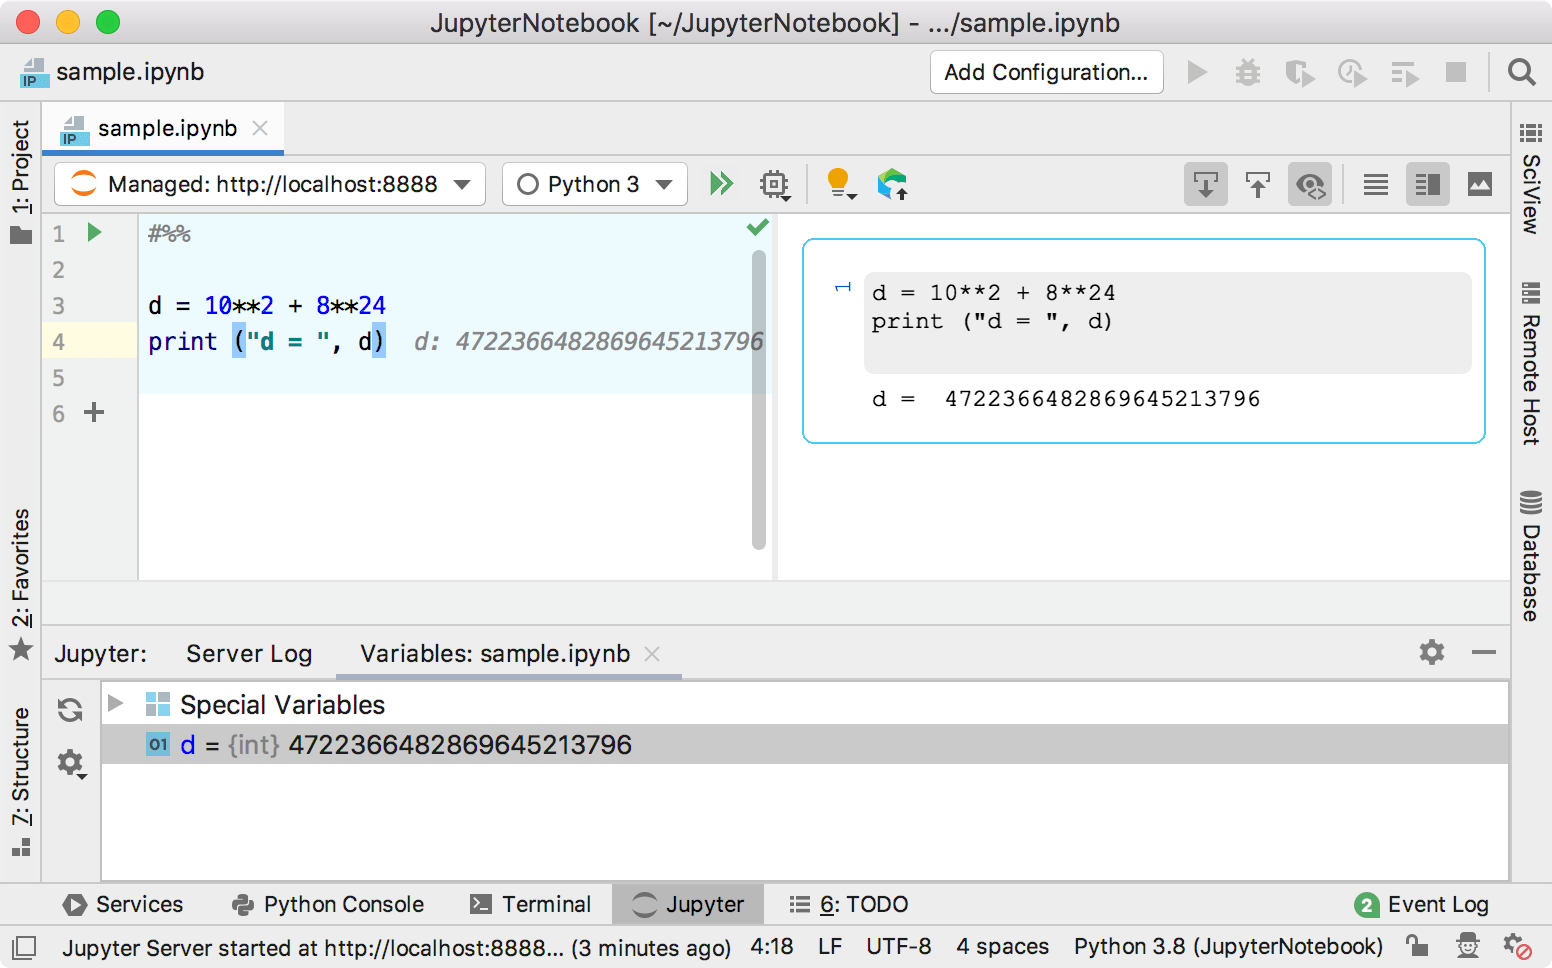 JupyterNotebook [~/JupyterNotebook] - .../sample.ipynb
IP sample.ipynb
Add Configuration...
1: Project
IP sample.ipynb
Managed: http://localhost:8888
Python 3
1 #%%
2
3 d = 10**2 + 8**24
4 print ("d = ", d) d: 4722366482869645213796
5
6
1
d = 10**2 + 8**24
print ("d = ", d)
d =  4722366482869645213796
SciView
Remote Host
Database
2: Favorites
7: Structure
Jupyter: Server Log Variables: sample.ipynb
Special Variables
01 d = {int} 4722366482869645213796
Services Python Console Terminal Jupyter 6: TODO 2 Event Log
Jupyter Server started at http://localhost:8888... (3 minutes ago) 4:18 LF UTF-8 4 spaces Python 3.8 (JupyterNotebook)